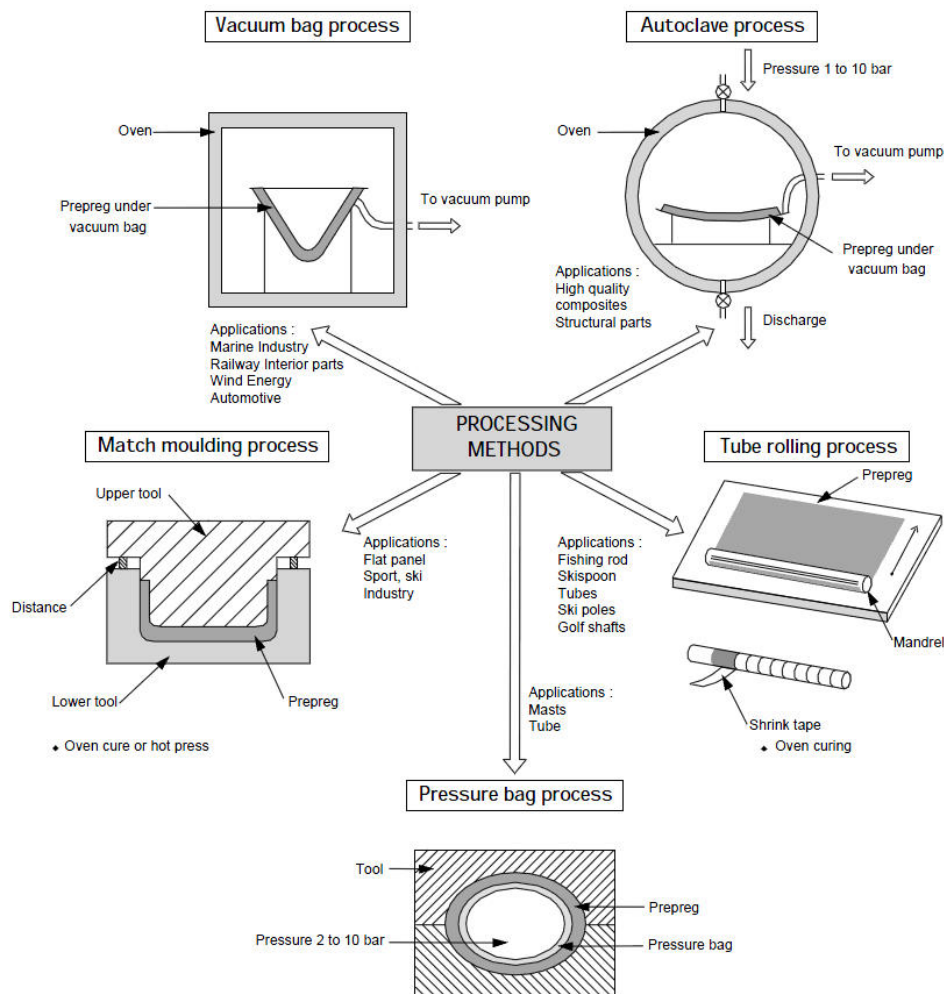 Vacuum bag process
Oven
Prepreg under
vacuum bag
To vacuum pump
Applications :
Marine Industry
Railway Interior parts
Wind Energy
Automotive
Autoclave process
Pressure 1 to 10 bar
Oven
To vacuum pump
Prepreg under
vacuum bag
Applications :
High quality
composites
Structural parts
Discharge
PROCESSING
METHODS
Match moulding process
Upper tool
Distance
Lower tool
Prepreg
⬥ Oven cure or hot press
Applications :
Flat panel
Sport, ski
Industry
Tube rolling process
Prepreg
Applications :
Fishing rod
Skispoon
Tubes
Ski poles
Golf shafts
Mandrel
Shrink tape
⬥ Oven curing
Applications :
Masts
Tube
Pressure bag process
Tool
Prepreg
Pressure 2 to 10 bar
Pressure bag